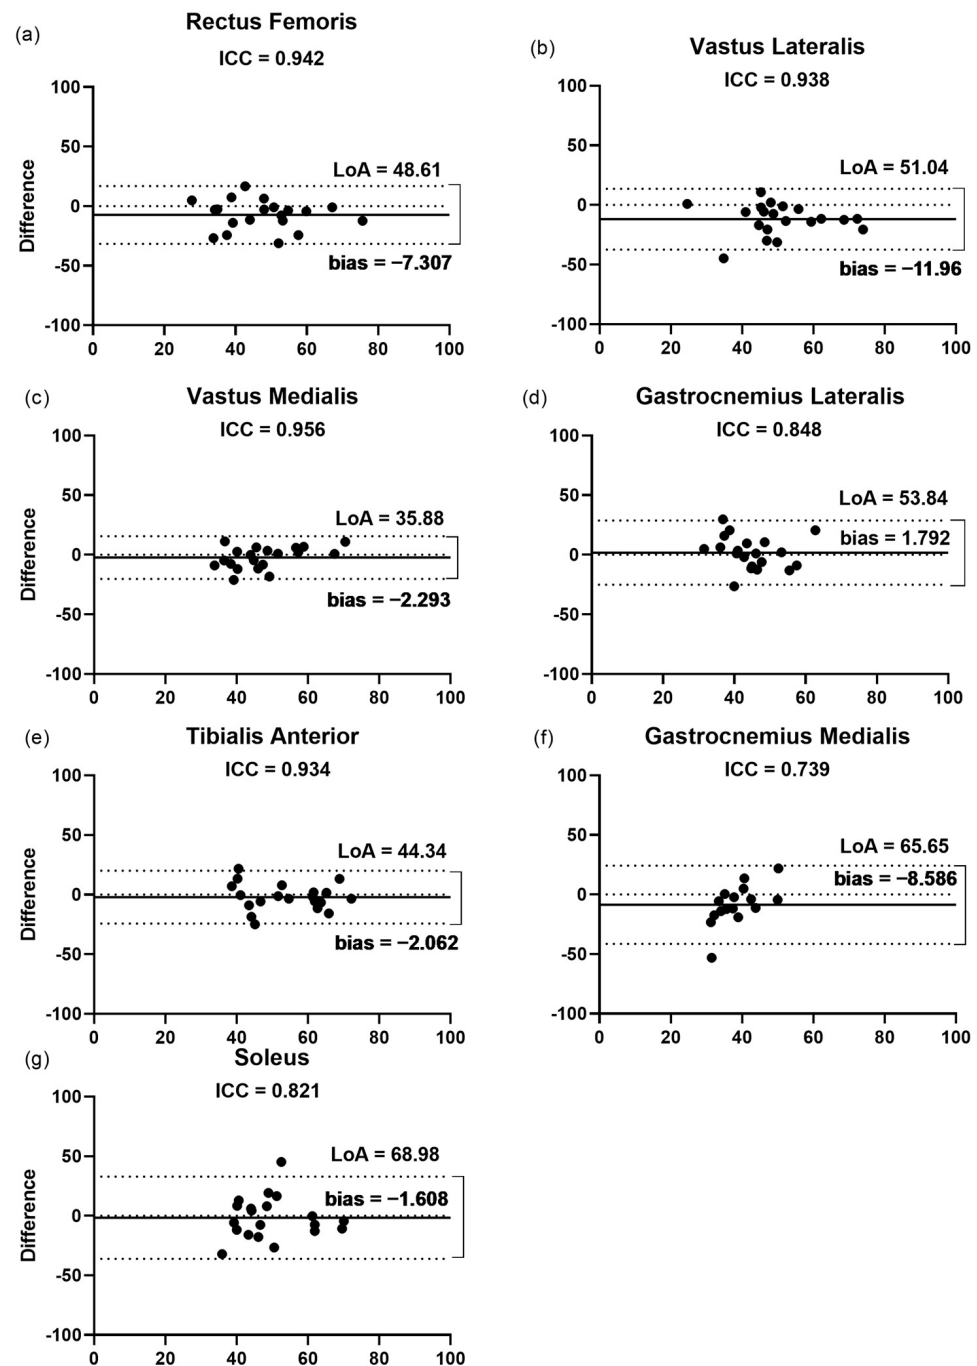 (a)
Rectus Femoris
ICC = 0.942
100
50
0
-50
-100
Difference
LoA = 48.61
bias = −7.307
0 20 40 60 80 100
(b)
Vastus Lateralis
ICC = 0.938
100
50
0
-50
-100
LoA = 51.04
bias = −11.96
0 20 40 60 80 100
(c)
Vastus Medialis
ICC = 0.956
100
50
0
-50
-100
Difference
LoA = 35.88
bias = −2.293
0 20 40 60 80 100
(d)
Gastrocnemius Lateralis
ICC = 0.848
100
50
0
-50
-100
LoA = 53.84
bias = 1.792
0 20 40 60 80 100
(e)
Tibialis Anterior
ICC = 0.934
100
50
0
-50
-100
Difference
LoA = 44.34
bias = −2.062
0 20 40 60 80 100
(f)
Gastrocnemius Medialis
ICC = 0.739
100
50
0
-50
-100
LoA = 65.65
bias = −8.586
0 20 40 60 80 100
(g)
Soleus
ICC = 0.821
100
50
0
-50
-100
Difference
LoA = 68.98
bias = −1.608
0 20 40 60 80 100